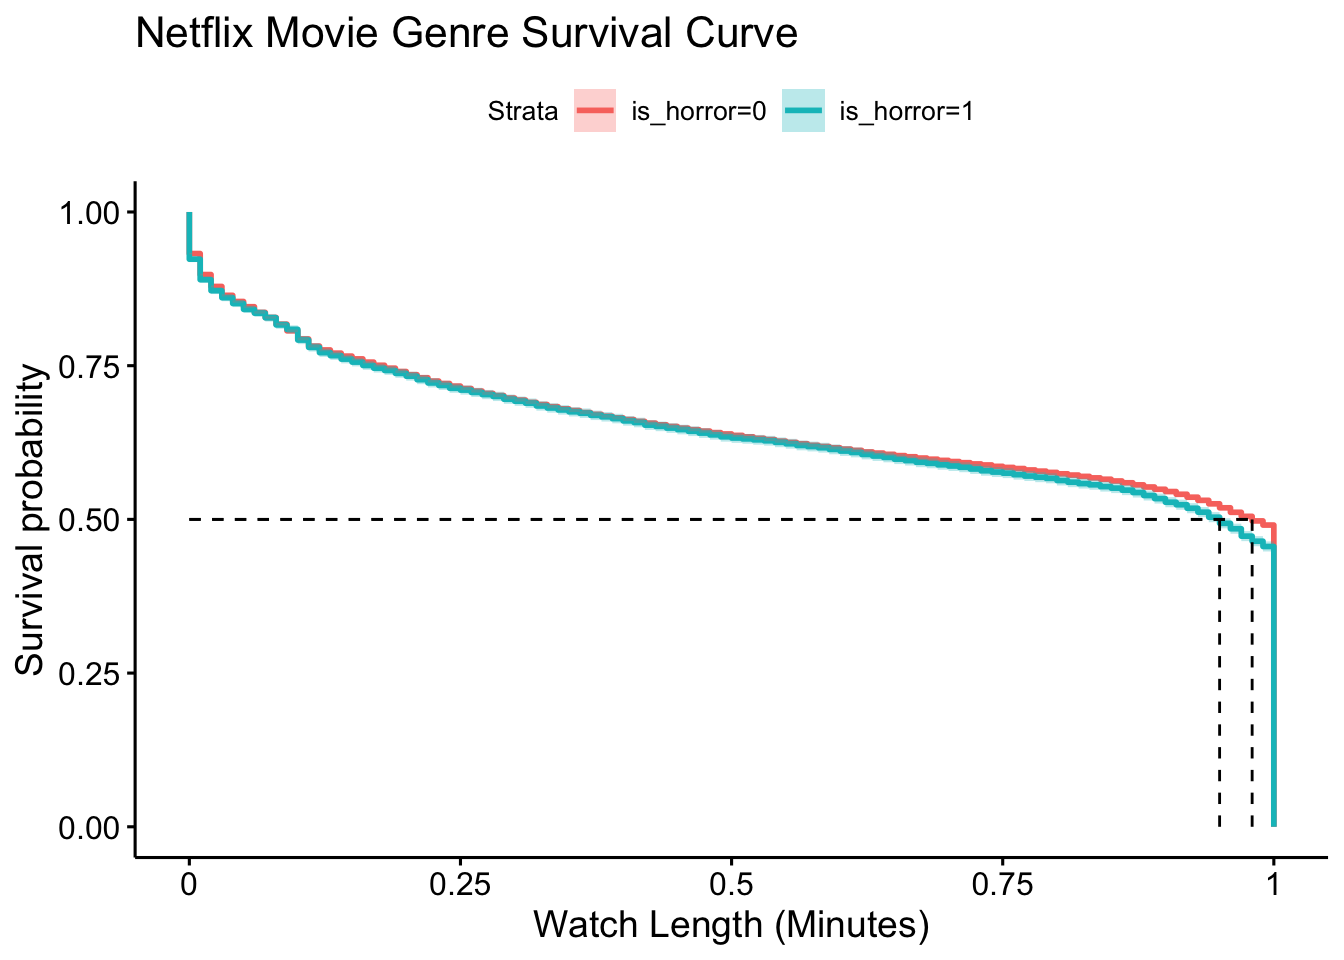 Netflix Movie Genre Survival Curve
Strata is_horror=0 is_horror=1
Survival probability
1.00
0.75
0.50
0.25
0.00
0 0.25 0.5 0.75 1
Watch Length (Minutes)